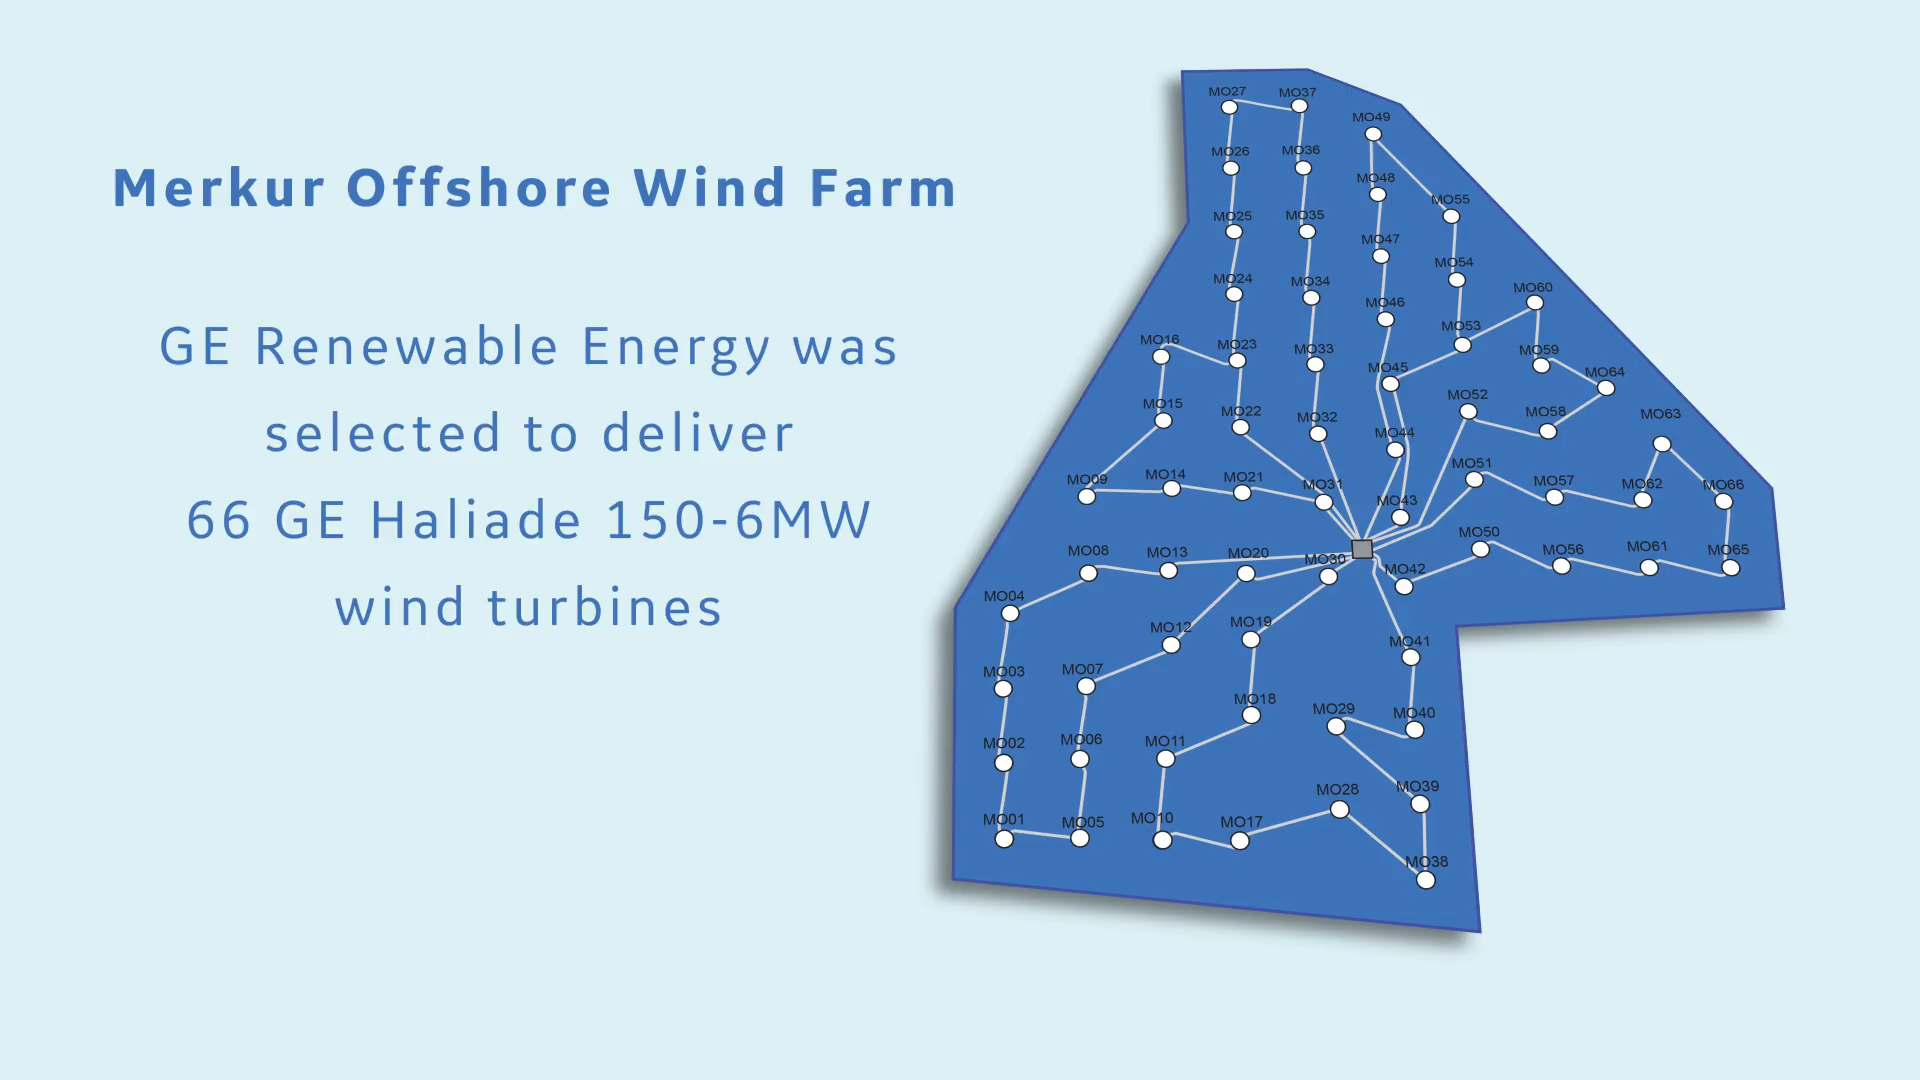 Merkur Offshore Wind Farm
GE Renewable Energy was
selected to deliver
66 GE Haliade 150-6MW
wind turbines
MO27
MO37
MO49
MO26
MO36
MO48
MO55
MO25
MO35
MO47
MO54
MO24
MO34
MO60
MO46
MO53
MO16
MO23
MO33
MO59
MO45
MO64
MO15
MO22
MO32
MO52
MO58
MO63
MO44
MO09
MO14
MO21
MO31
MO51
MO57
MO62
MO66
MO43
MO08
MO13
MO20
MO30
MO50
MO56
MO61
MO65
MO42
MO04
MO12
MO19
MO41
MO03
MO07
MO18
MO29
MO40
MO02
MO06
MO11
MO28
MO39
MO01
MO05
MO10
MO17
MO38